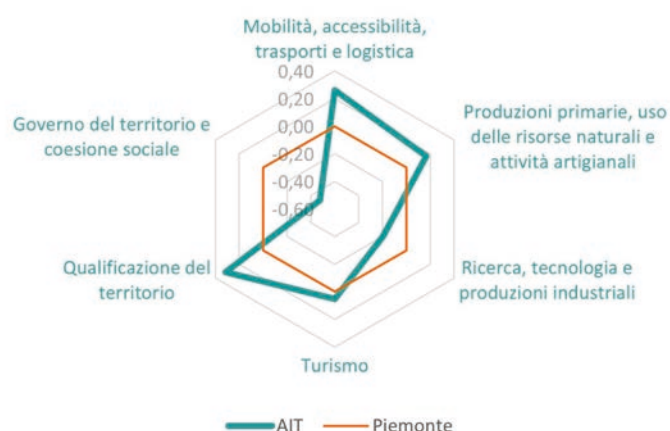 Mobilità, accessibilità,
trasporti e logistica
0,40
0,20
0,00
-0,20
-0,40
-0,60
Produzioni primarie, uso
delle risorse naturali e
attività artigianali
Ricerca, tecnologia e
produzioni industriali
Turismo
Qualificazione del
territorio
Governo del territorio e
coesione sociale
AIT
Piemonte